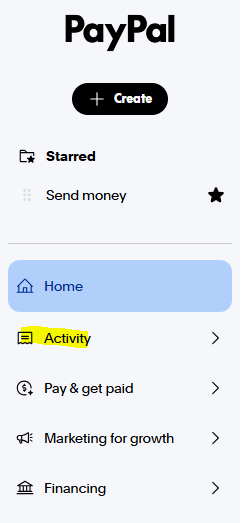 PayPal
Create
Starred
Send money
Home
Activity
Pay & get paid
Marketing for growth
Financing